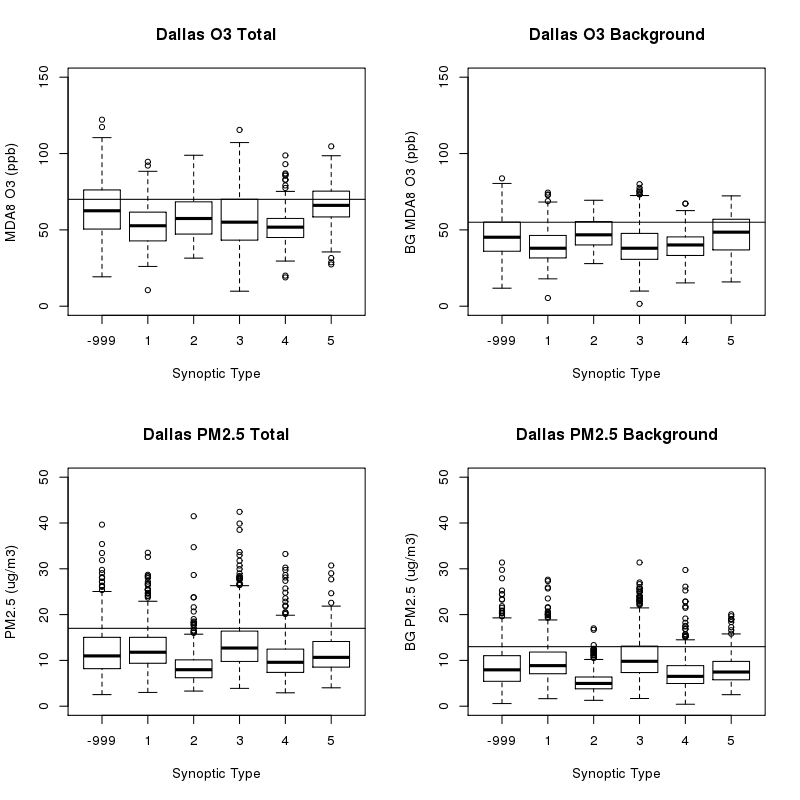 Dallas O3 Total
MDA8 O3 (ppb)
150
100
50
0
-999 1 2 3 4 5
Synoptic Type
Dallas O3 Background
BG MDA8 O3 (ppb)
150
100
50
0
-999 1 2 3 4 5
Synoptic Type
Dallas PM2.5 Total
PM2.5 (ug/m3)
50
40
30
20
10
0
-999 1 2 3 4 5
Synoptic Type
Dallas PM2.5 Background
BG PM2.5 (ug/m3)
50
40
30
20
10
0
-999 1 2 3 4 5
Synoptic Type